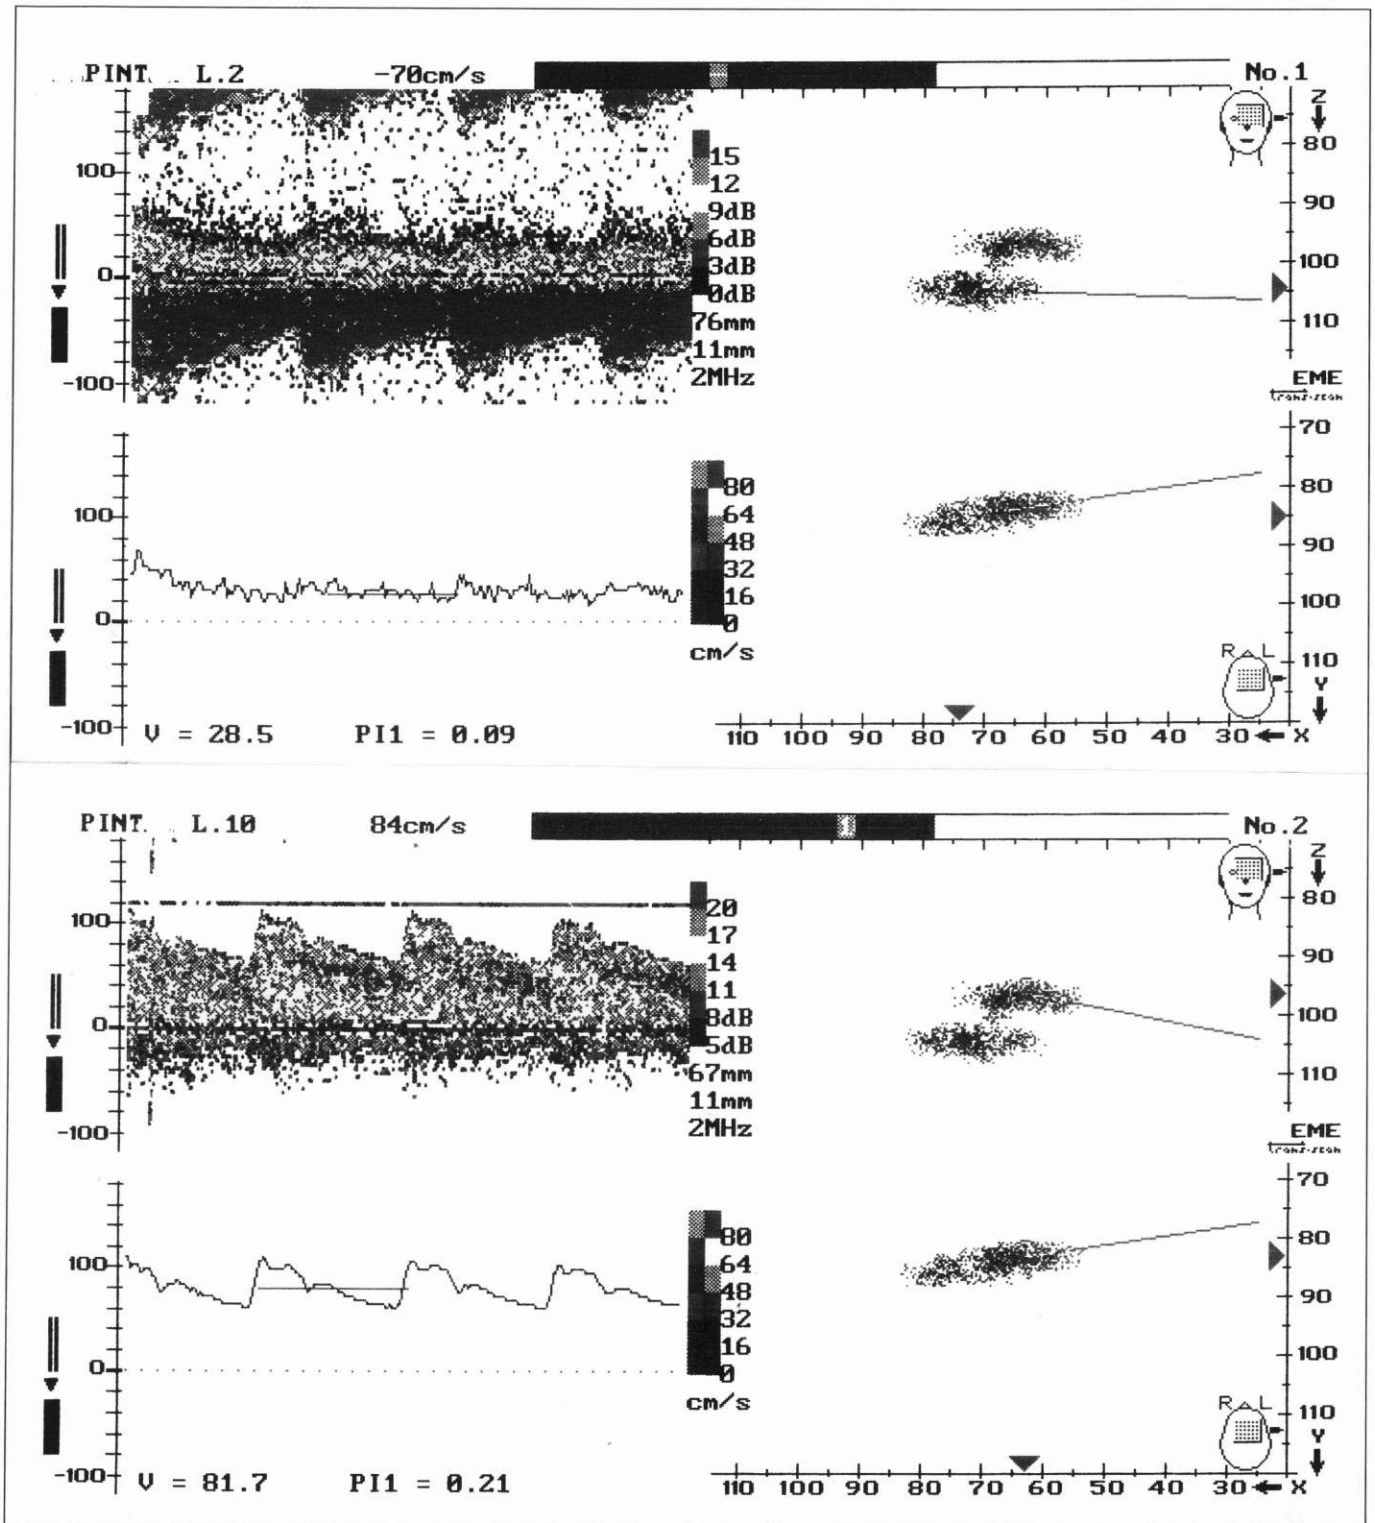 PINT. L.2 -70cm/s No.1
Z
80
90
100
110
100
0
-100
15
12
9dB
6dB
3dB
0dB
76mm
11mm
2MHz
EME
trans-scan
70
80
90
100
110
Y
R L
100
0
-100
80
64
48
32
16
0
cm/s
V = 28.5 PI1 = 0.09
110 100 90 80 70 60 50 40 30 X
PINT. L.10 84cm/s No.2
Z
80
90
100
110
100
0
-100
20
17
14
11
8dB
5dB
67mm
11mm
2MHz
EME
trans-scan
70
80
90
100
110
Y
R L
100
0
-100
80
64
48
32
16
0
cm/s
V = 81.7 PI1 = 0.21
110 100 90 80 70 60 50 40 30 X